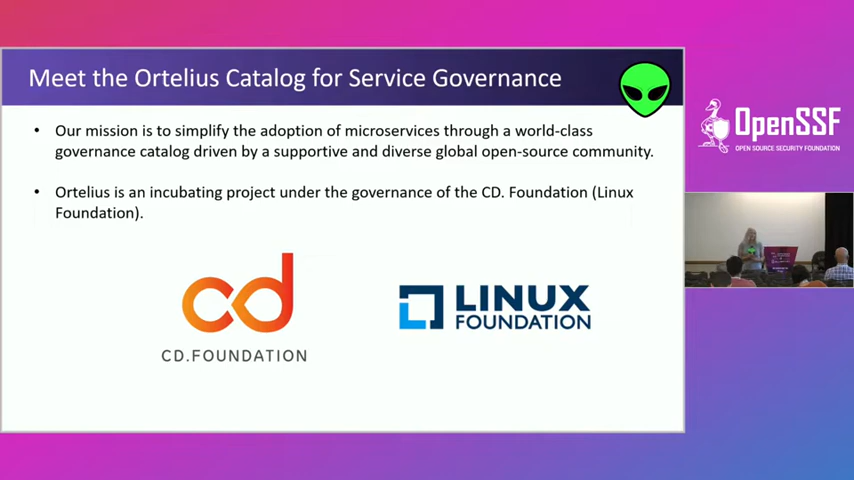 Meet the Ortelius Catalog for Service Governance
• Our mission is to simplify the adoption of microservices through a world-class
governance catalog driven by a supportive and diverse global open-source community.
• Ortelius is an incubating project under the governance of the CD. Foundation (Linux
Foundation).
cd
CD.FOUNDATION
LINUX
FOUNDATION
OpenSSF
OPEN SOURCE SECURITY FOUNDATION